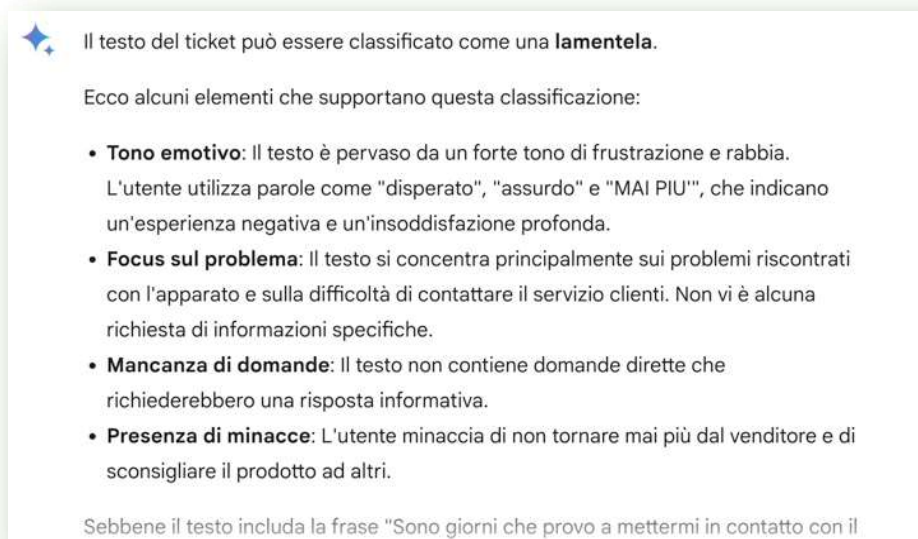 Il testo del ticket può essere classificato come una lamentela.
Ecco alcuni elementi che supportano questa classificazione:
• Tono emotivo: Il testo è pervaso da un forte tono di frustrazione e rabbia.
L'utente utilizza parole come "disperato", "assurdo" e "MAI PIU'", che indicano
un'esperienza negativa e un'insoddisfazione profonda.
• Focus sul problema: Il testo si concentra principalmente sui problemi riscontrati
con l'apparato e sulla difficoltà di contattare il servizio clienti. Non vi è alcuna
richiesta di informazioni specifiche.
• Mancanza di domande: Il testo non contiene domande dirette che
richiederebbero una risposta informativa.
• Presenza di minacce: L'utente minaccia di non tornare mai più dal venditore e di
sconsigliare il prodotto ad altri.
Sebbene il testo includa la frase "Sono giorni che provo a mettermi in contatto con il